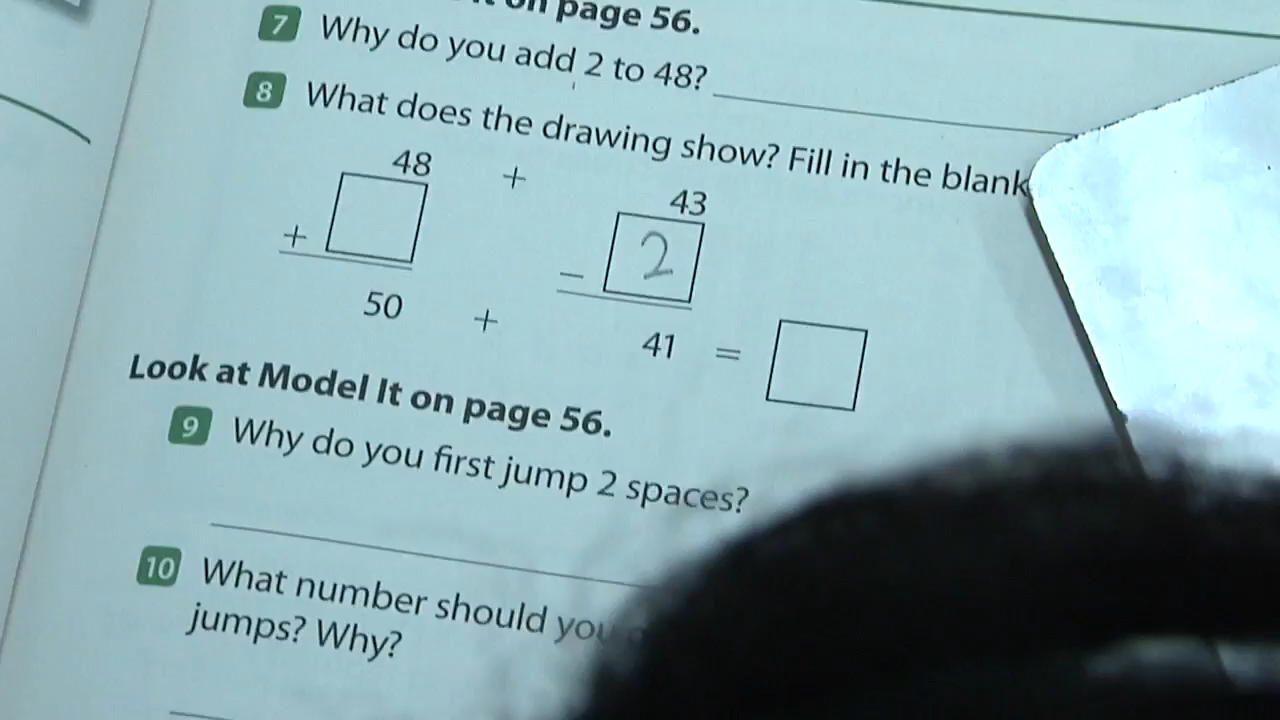 on page 56.
7 Why do you add 2 to 48?
8 What does the drawing show? Fill in the blank
48 + 43
+ − 2
50 + 41 =
Look at Model It on page 56.
9 Why do you first jump 2 spaces?
10 What number should you
jumps? Why?